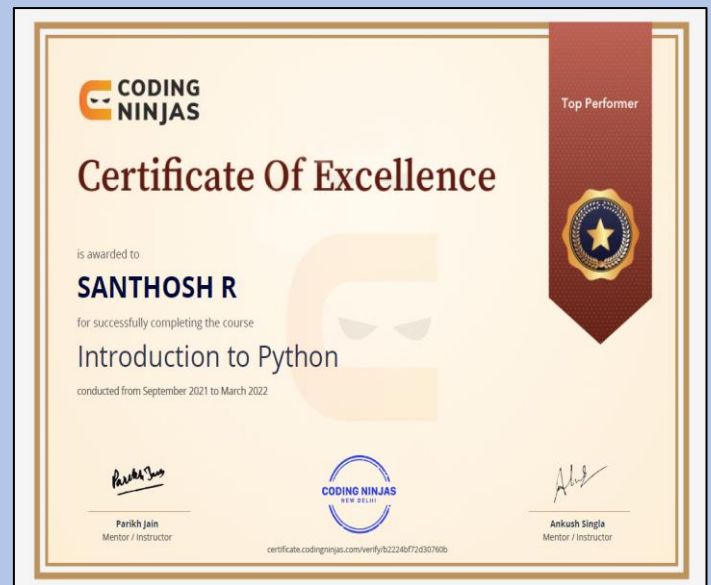 CODING
NINJAS
Top Performer
Certificate Of Excellence
is awarded to
SANTHOSH R
for successfully completing the course
Introduction to Python
conducted from September 2021 to March 2022
Parikh Jain
CODING NINJAS
NEW DELHI
Parikh Jain
Mentor / Instructor
Ankush Singla
Mentor / Instructor
certificate.codingninjas.com/verify/b2224bf72d30760b